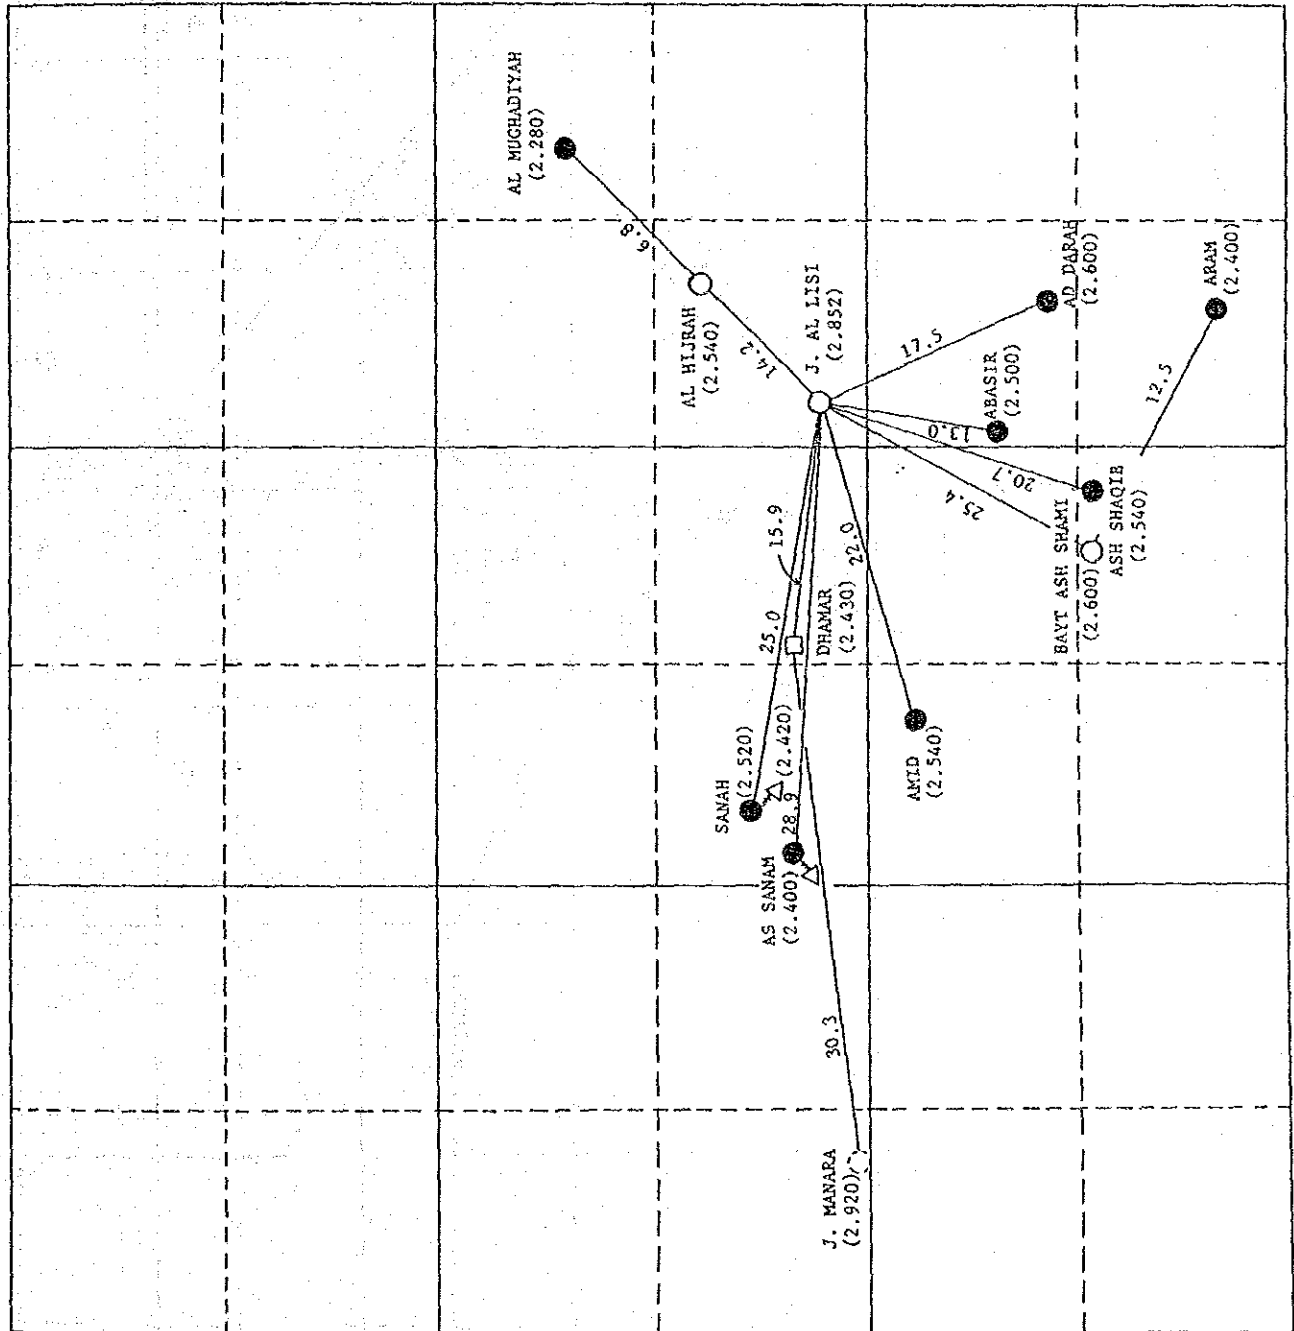 AL MUGHADIYAH
(2.280)
6.8
AL HIJRAH
(2.540)
14.2
J. AL LISI
(2.852)
17.5
AD DARAH
(2.600)
ARAM
(2.400)
12.5
ABASIR
(2.500)
13.0
20.7
25.4
ASH SHAQIB
(2.540)
BAYT ASH SHAMI
(2.600)
15.9
22.0
25.0
DHAMAR
(2.430)
SANAH
(2.520)
(2.420)
28.9
AS SANAM
(2.400)
AMID
(2.540)
30.3
J. MANARA
(2.920)